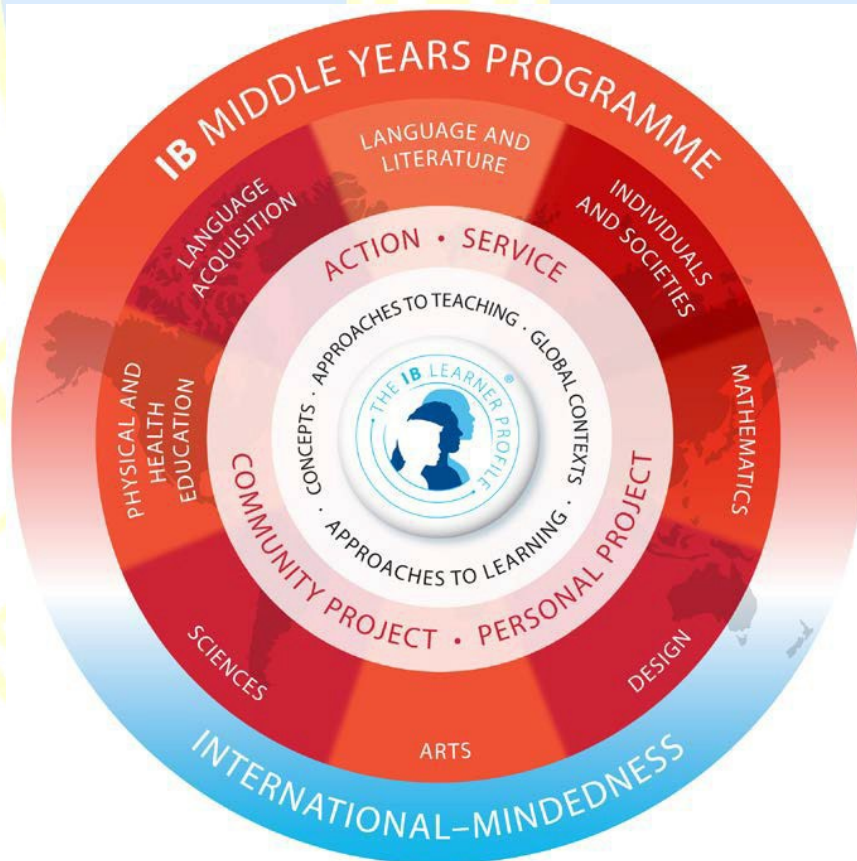 IB MIDDLE YEARS PROGRAMME
LANGUAGE AND
LITERATURE
INDIVIDUALS
AND SOCIETIES
MATHEMATICS
DESIGN
ARTS
SCIENCES
PHYSICAL AND
HEALTH
EDUCATION
LANGUAGE
ACQUISITION
ACTION • SERVICE
PERSONAL PROJECT •
COMMUNITY PROJECT
APPROACHES TO TEACHING •
GLOBAL CONTEXTS •
APPROACHES TO LEARNING •
CONCEPTS •
THE IB LEARNER PROFILE ®
INTERNATIONAL–MINDEDNESS